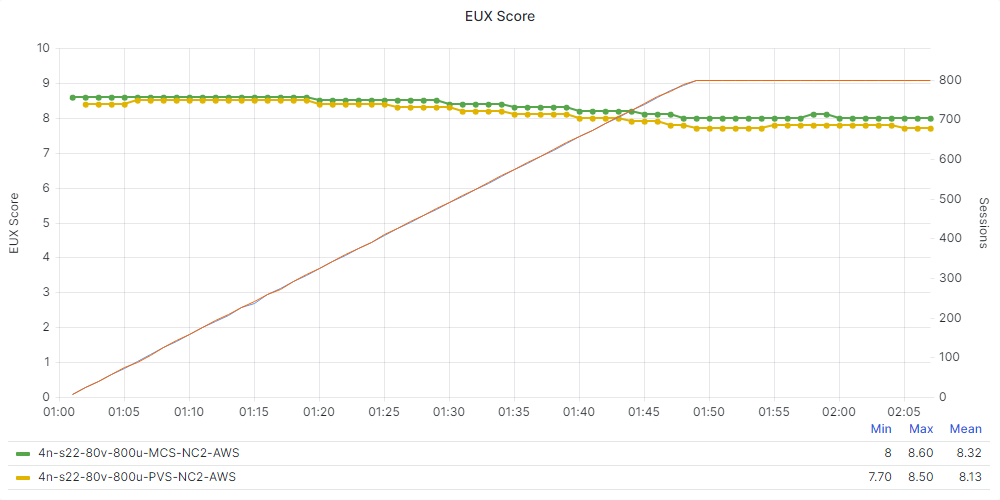 EUX Score
10
9
8
7
6
5
4
3
2
1
0
EUX Score
800
700
600
500
400
300
200
100
0
Sessions
01:00 01:05 01:10 01:15 01:20 01:25 01:30 01:35 01:40 01:45 01:50 01:55 02:00 02:05
Min Max Mean
4n-s22-80v-800u-MCS-NC2-AWS 8 8.60 8.32
4n-s22-80v-800u-PVS-NC2-AWS 7.70 8.50 8.13